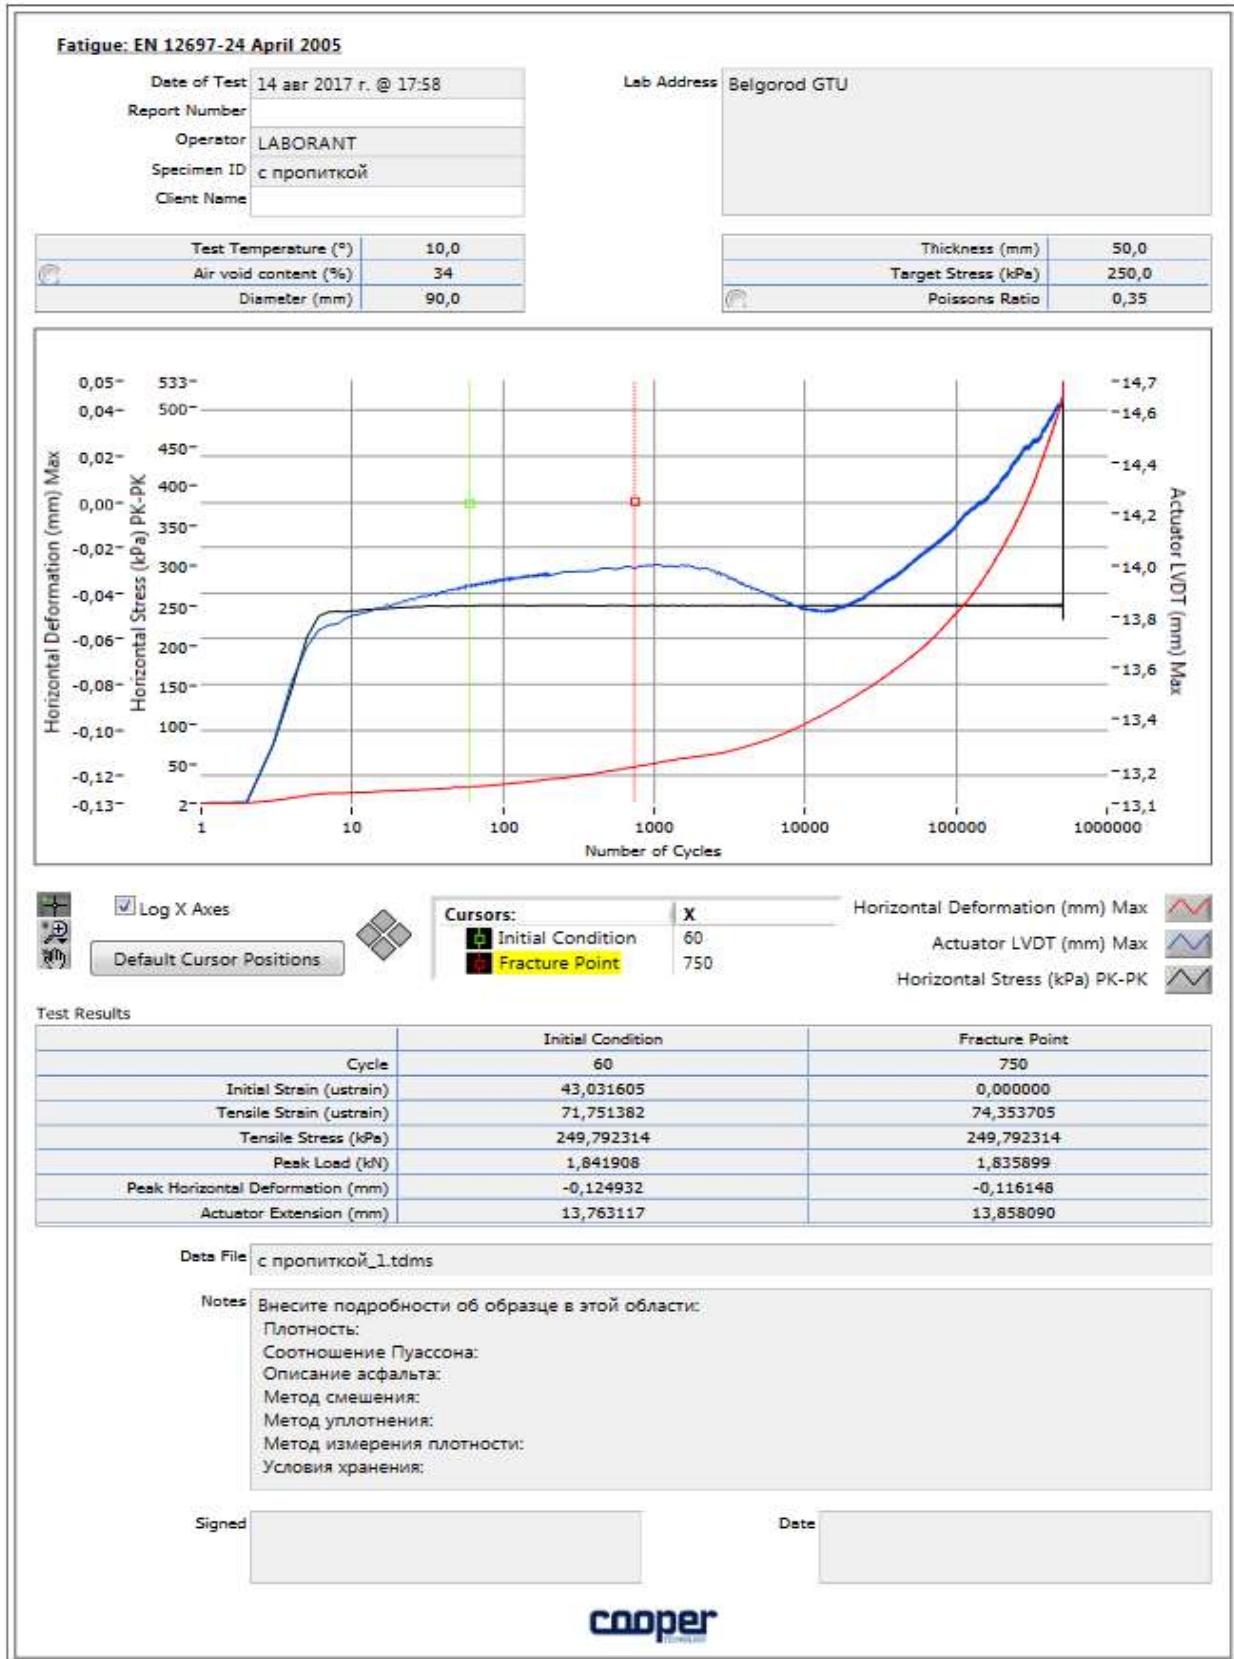 Fatigue: EN 12697-24 April 2005
Date of Test 14 авг 2017 г. @ 17:58
Lab Address Belgorod GTU
Report Number
Operator LABORANT
Specimen ID с пропиткой
Client Name
Test Temperature (°) 10,0
Air void content (%) 34
Diameter (mm) 90,0
Thickness (mm) 50,0
Target Stress (kPa) 250,0
Poissons Ratio 0,35
Horizontal Deformation (mm) Max
0,05
0,04
0,02
0,00
-0,02
-0,04
-0,06
-0,08
-0,10
-0,12
-0,13
Horizontal Stress (kPa) PK-PK
533
500
450
400
350
300
250
200
150
100
50
2
14,7
14,6
14,4
14,2
14,0
13,8
13,6
13,4
13,2
13,1
Actuator LVDT (mm) Max
1 10 100 1000 10000 100000 1000000
Number of Cycles
Log X Axes
Default Cursor Positions
Cursors: X
Initial Condition 60
Fracture Point 750
Horizontal Deformation (mm) Max
Actuator LVDT (mm) Max
Horizontal Stress (kPa) PK-PK
Test Results
Initial Condition Fracture Point
Cycle 60 750
Initial Strain (ustrain) 43,031605 0,000000
Tensile Strain (ustrain) 71,751382 74,353705
Tensile Stress (kPa) 249,792314 249,792314
Peak Load (kN) 1,841908 1,835899
Peak Horizontal Deformation (mm) -0,124932 -0,116148
Actuator Extension (mm) 13,763117 13,858090
Data File с пропиткой_1.tdms
Notes Внесите подробности об образце в этой области:
Плотность:
Соотношение Пуассона:
Описание асфальта:
Метод смешения:
Метод уплотнения:
Метод измерения плотности:
Условия хранения:
Signed
Date
cooper
TECHNOLOGY